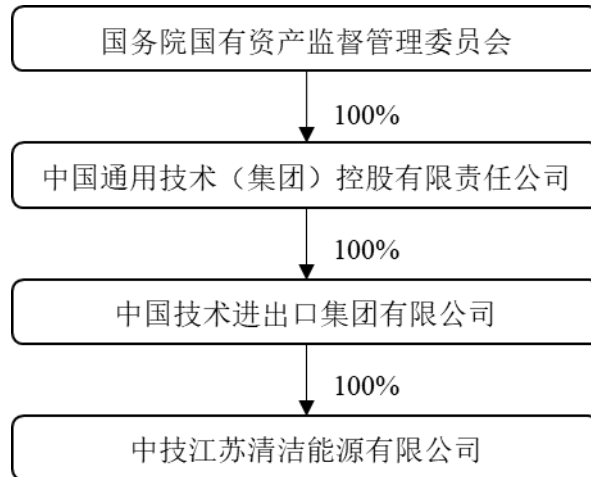 国务院国有资产监督管理委员会
100%
中国通用技术（集团）控股有限责任公司
100%
中国技术进出口集团有限公司
100%
中技江苏清洁能源有限公司